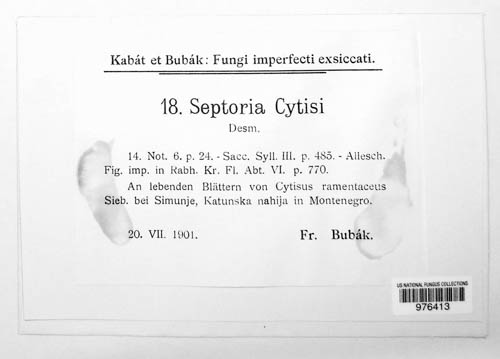 Kabát et Bubák: Fungi imperfecti exsiccati.
18. Septoria Cytisi
Desm.
14. Not. 6. p. 24. - Sacc. Syll. III. p. 485. - Allesch.
Fig. imp. in Rabh. Kr. Fl. Abt. VI. p. 770.
An lebenden Blättern von Cytisus ramentaceus
Sieb. bei Simunje, Katunska nahija in Montenegro.
20. VII. 1901. Fr. Bubák.
US NATIONAL FUNGUS COLLECTIONS
976413